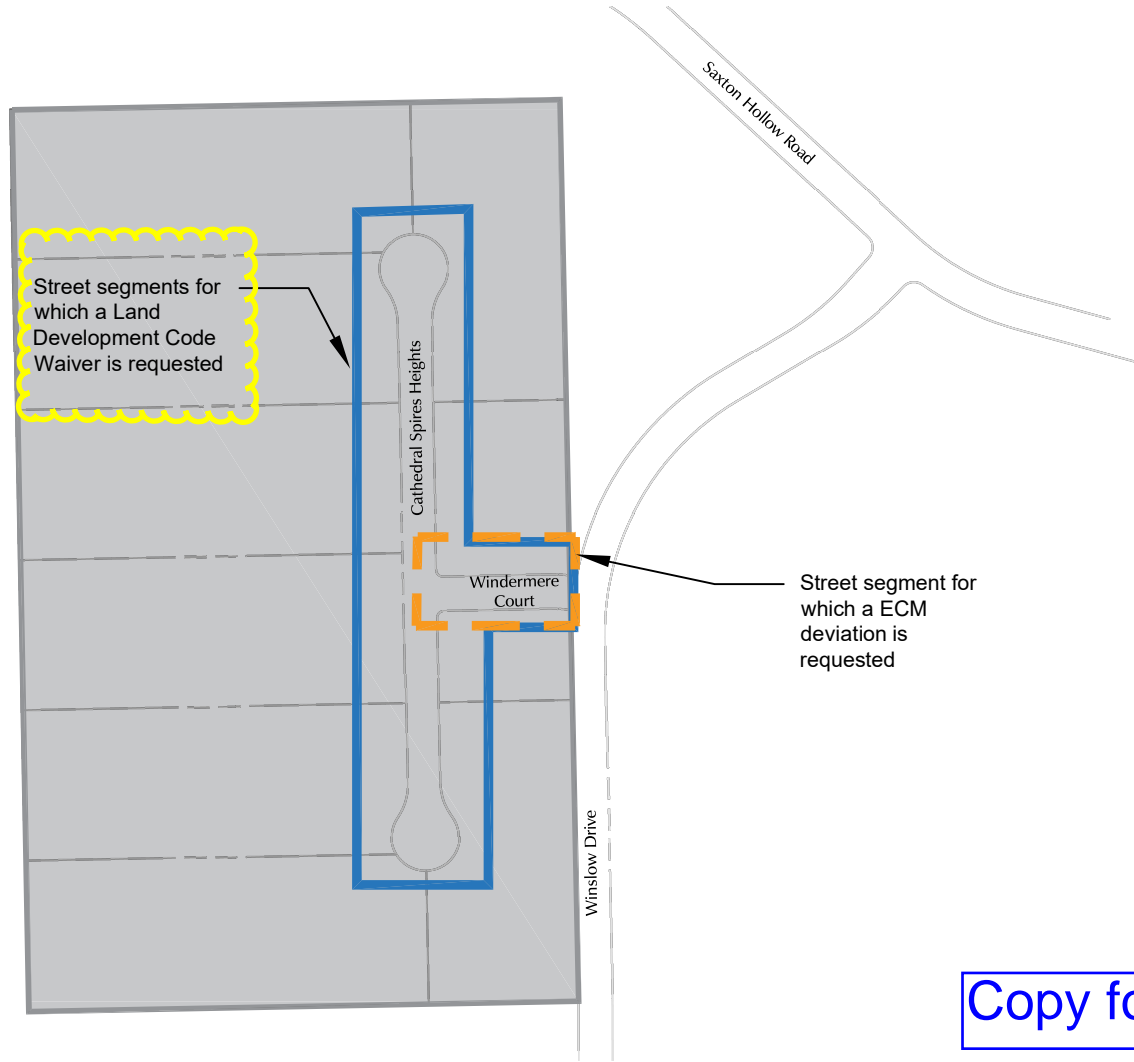 Saxton Hollow Road
Street segments for
which a Land
Development Code
Waiver is requested
Cathedral Spires Heights
Windermere
Court
Street segment for
which a ECM
deviation is
requested
Winslow Drive
Copy